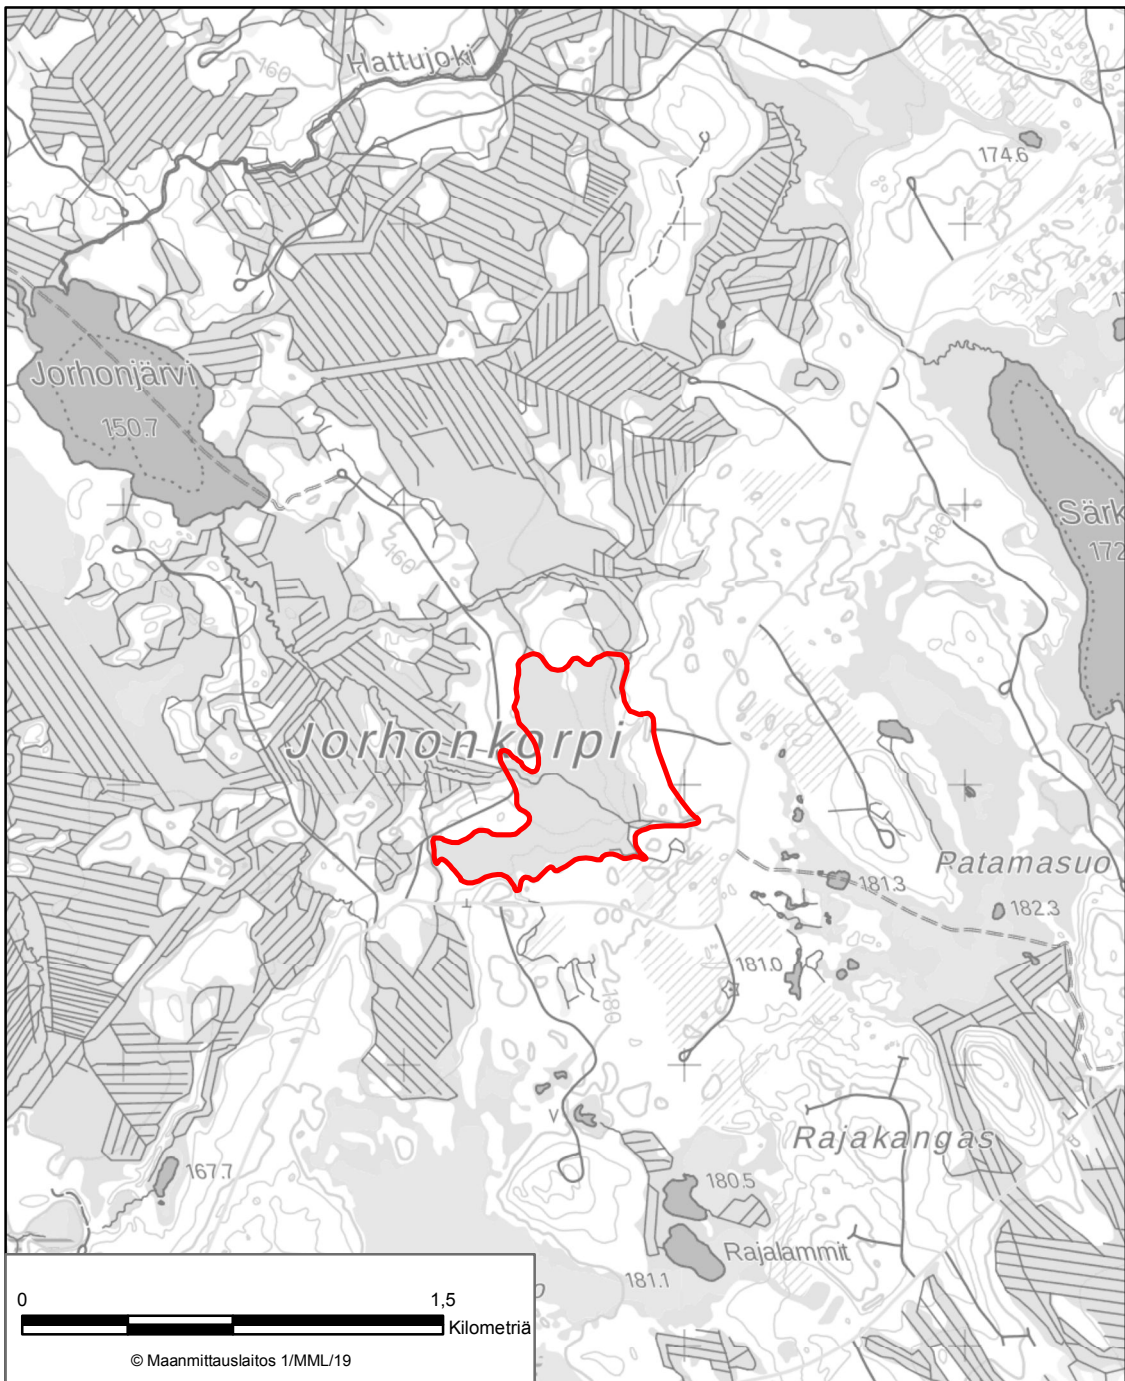 Hattujoki
160
174.6
Jorhonjärvi
150.7
Särk
172
180
160
Jorhonkorpi
Patamasuo
181.3
182.3
181.0
180
V
Rajakangas
167.7
180.5
Rajalammit
181.1
0 1,5
Kilometriä
© Maanmittauslaitos 1/MML/19